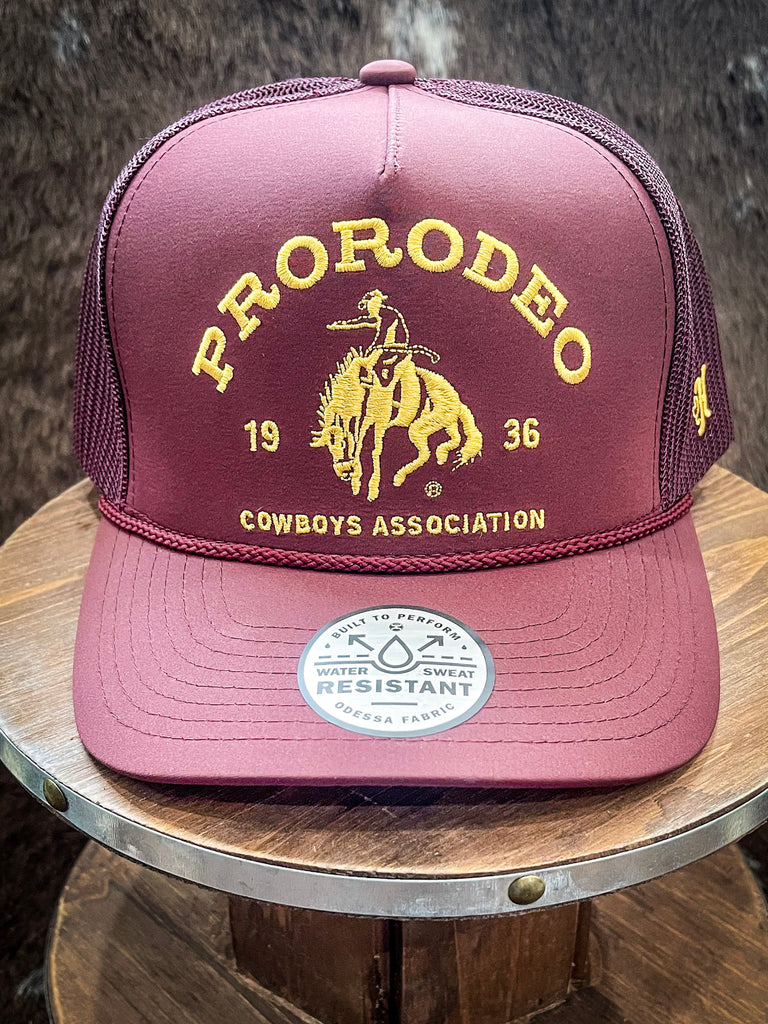 PRORODEO
19 36
®
COWBOYS ASSOCIATION
H
BUILT TO PERFORM
WATER SWEAT
RESISTANT
ODESSA FABRIC